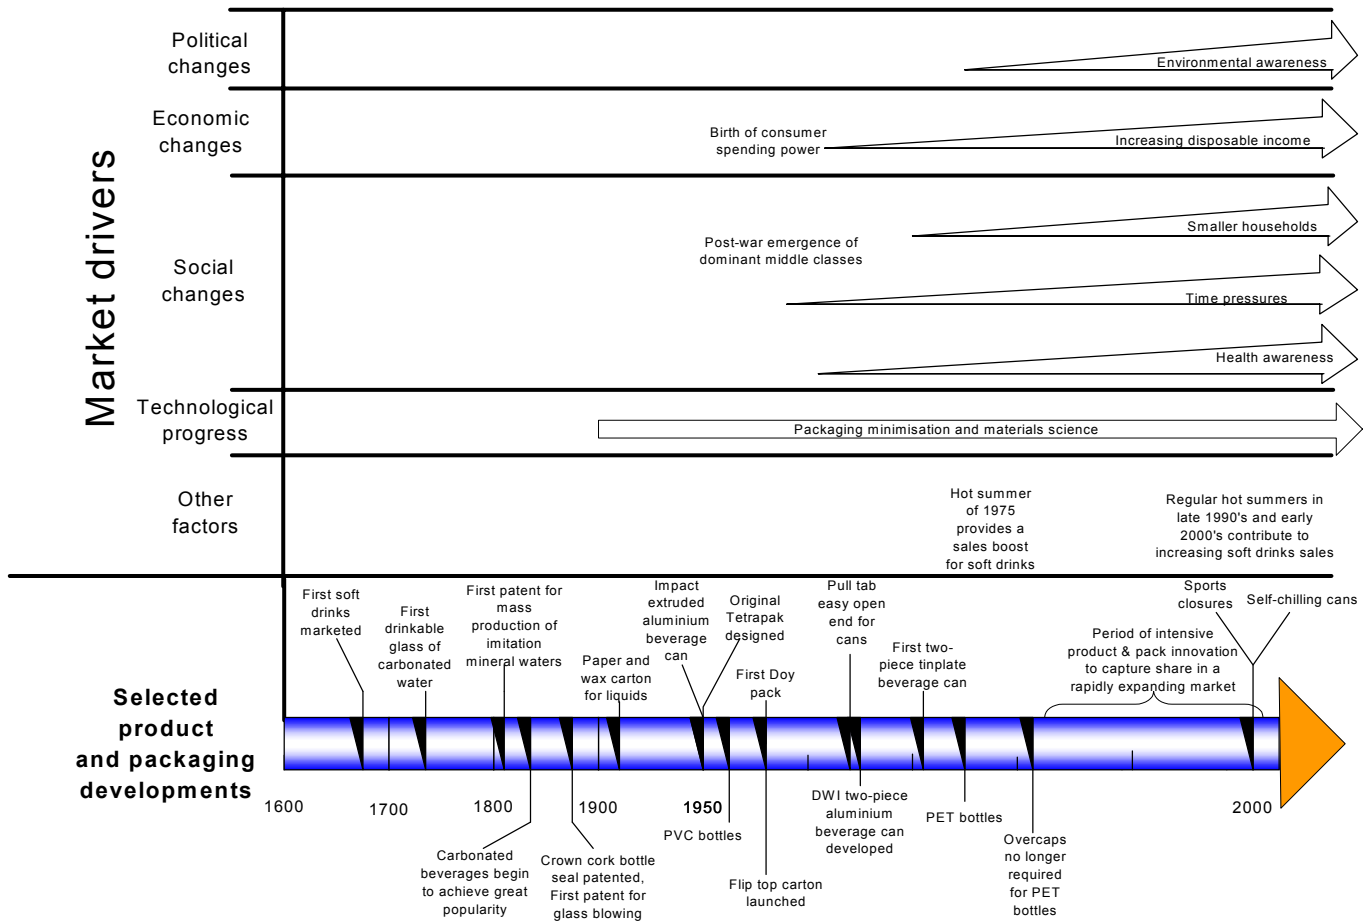 Market drivers
Political
changes
Environmental awareness
Economic
changes
Birth of consumer
spending power
Increasing disposable income
Social
changes
Smaller households
Post-war emergence of
dominant middle classes
Time pressures
Health awareness
Technological
progress
Packaging minimisation and materials science
Other
factors
Hot summer
of 1975
provides a
sales boost
for soft drinks
Regular hot summers in
late 1990's and early
2000's contribute to
increasing soft drinks sales
Selected
product
and packaging
developments
First soft
drinks
marketed
First
drinkable
glass of
carbonated
water
First patent for
mass
production of
imitation
mineral waters
Paper and
wax carton
for liquids
Impact
extruded
aluminium
beverage
can
Original
Tetrapak
designed
First Doy
pack
Pull tab
easy open
end for
cans
First two-
piece tinplate
beverage can
Period of intensive
product & pack innovation
to capture share in a
rapidly expanding market
Sports
closures
Self-chilling cans
1600
1700
1800
1900
1950
2000
Carbonated
beverages begin
to achieve great
popularity
Crown cork bottle
seal patented,
First patent for
glass blowing
PVC bottles
Flip top carton
launched
DWI two-piece
aluminium
beverage can
developed
PET bottles
Overcaps
no longer
required
for PET
bottles